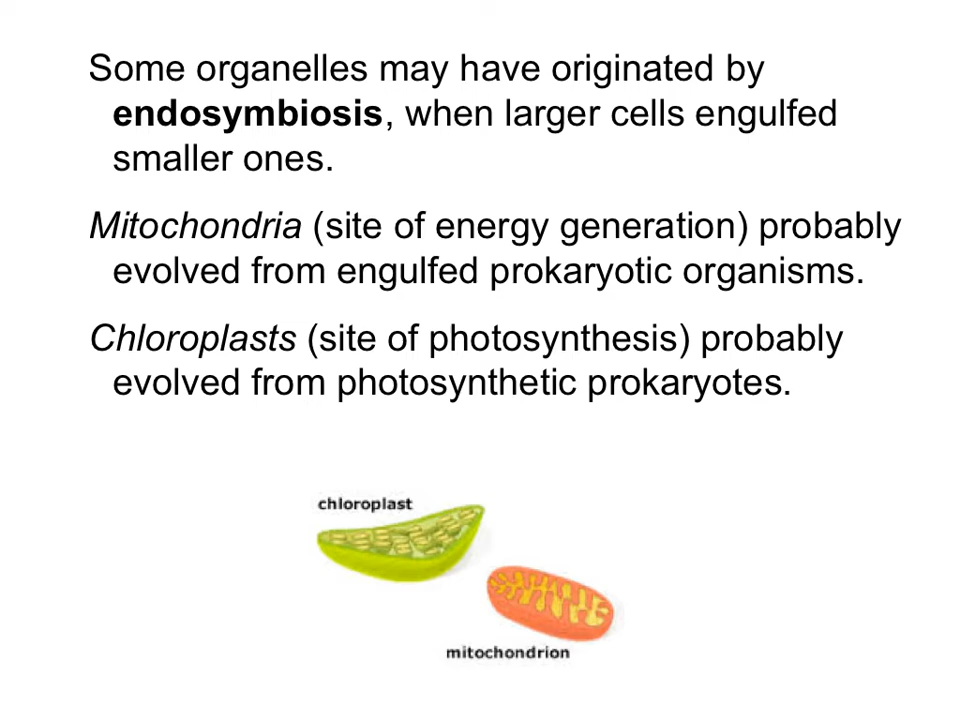 Some organelles may have originated by
endosymbiosis, when larger cells engulfed
smaller ones.
Mitochondria (site of energy generation) probably
evolved from engulfed prokaryotic organisms.
Chloroplasts (site of photosynthesis) probably
evolved from photosynthetic prokaryotes.
chloroplast
mitochondrion